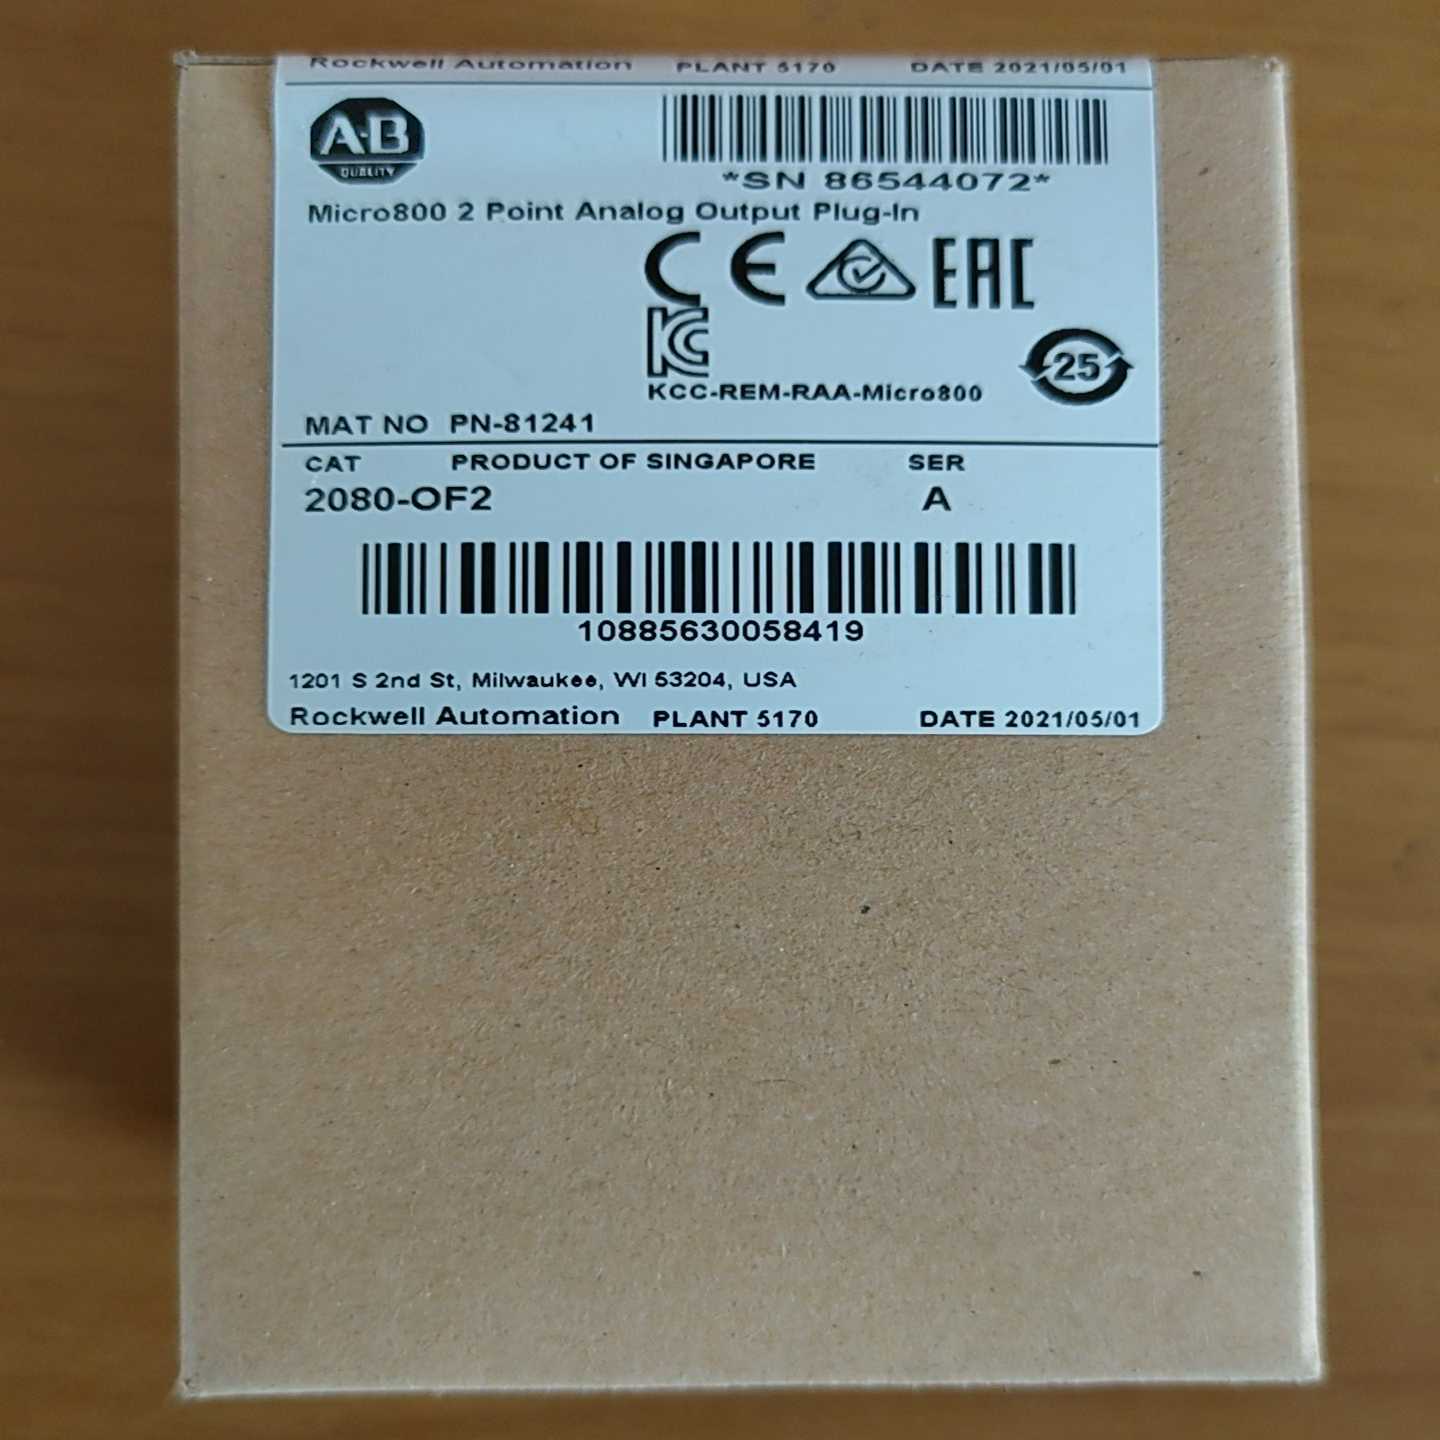 Rockwell Automation PLANT 5170 DATE 2021/05/01
A-B
QUALITY
*SN 86544072*
Micro800 2 Point Analog Output Plug-In
CE EAC
KC
KCC-REM-RAA-Micro800
25
MAT NO PN-81241
CAT PRODUCT OF SINGAPORE SER
2080-OF2 A
10885630058419
1201 S 2nd St, Milwaukee, WI 53204, USA
Rockwell Automation PLANT 5170 DATE 2021/05/01